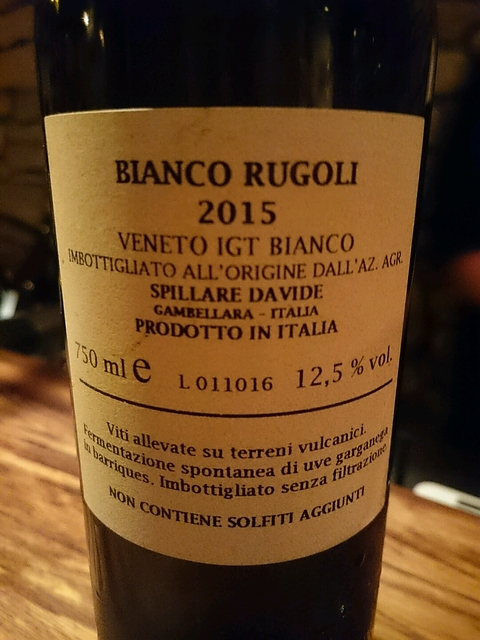 BIANCO RUGOLI
2015
VENETO IGT BIANCO
IMBOTTIGLIATO ALL'ORIGINE DALL'AZ. AGR.
SPILLARE DAVIDE
GAMBELLARA - ITALIA
PRODOTTO IN ITALIA
750 ml e L 011016 12,5 % vol.
Viti allevate su terreni vulcanici.
Fermentazione spontanea di uve garganega
in barriques. Imbottigliato senza filtrazione.
NON CONTIENE SOLFITI AGGIUNTI